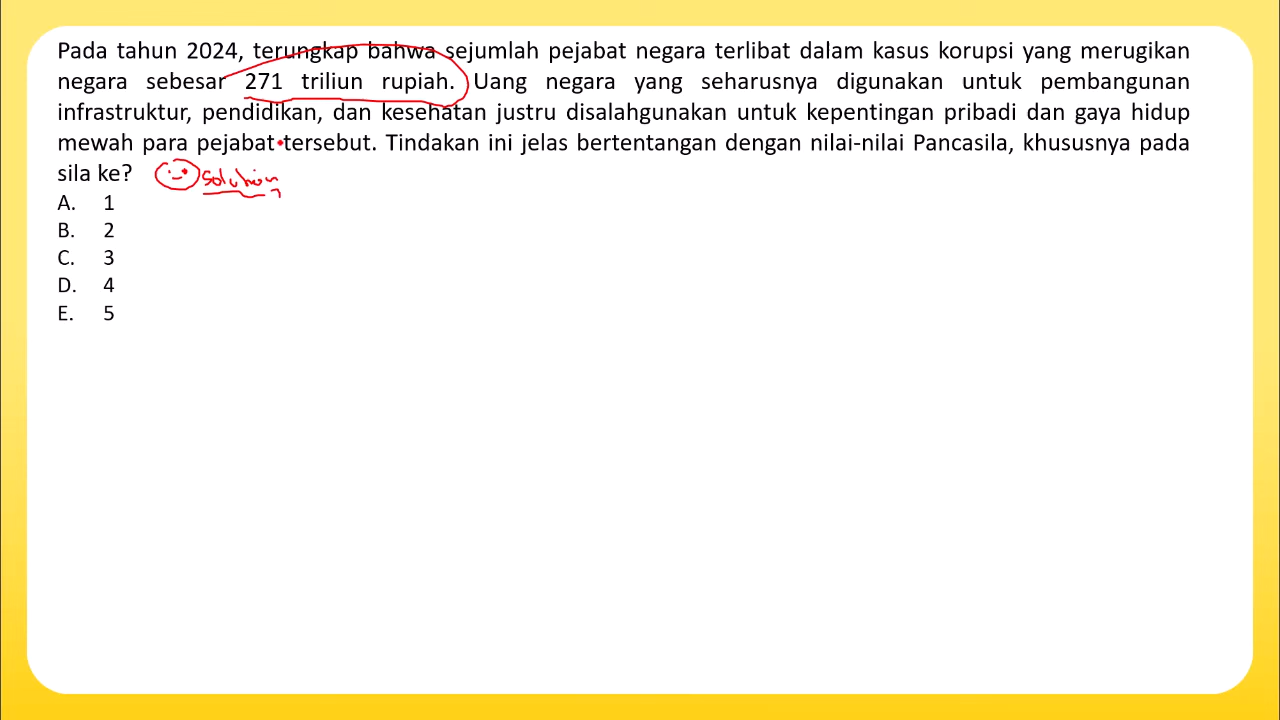 Pada tahun 2024, terungkap bahwa sejumlah pejabat negara terlibat dalam kasus korupsi yang merugikan
negara sebesar 271 triliun rupiah. Uang negara yang seharusnya digunakan untuk pembangunan
infrastruktur, pendidikan, dan kesehatan justru disalahgunakan untuk kepentingan pribadi dan gaya hidup
mewah para pejabat tersebut. Tindakan ini jelas bertentangan dengan nilai-nilai Pancasila, khususnya pada
sila ke? solution
A. 1
B. 2
C. 3
D. 4
E. 5